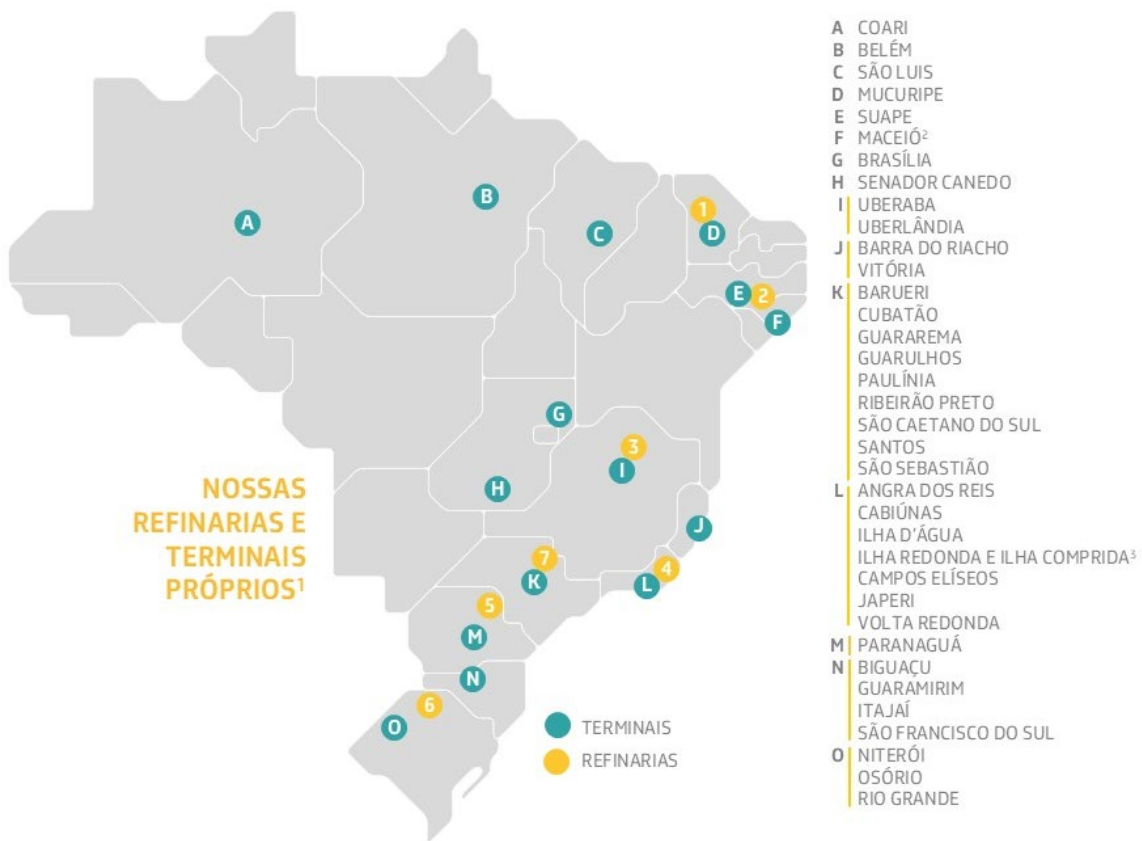 A COARI
B BELÉM
C SÃO LUIS
D MUCURIPE
E SUAPE
F MACEIÓ²
G BRASÍLIA
H SENADOR CANEDO
I UBERABA
UBERLÂNDIA
J BARRA DO RIACHO
VITÓRIA
K BARUERI
CUBATÃO
GUARAREMA
GUARULHOS
PAULÍNIA
RIBEIRÃO PRETO
SÃO CAETANO DO SUL
SANTOS
SÃO SEBASTIÃO
L ANGRA DOS REIS
CABIÚNAS
ILHA D'ÁGUA
ILHA REDONDA E ILHA COMPRIDA³
CAMPOS ELÍSEOS
JAPERI
VOLTA REDONDA
M PARANAGUÁ
N BIGUAÇU
GUARAMIRIM
ITAJAÍ
SÃO FRANCISCO DO SUL
O NITERÓI
OSÓRIO
RIO GRANDE
NOSSAS
REFINARIAS E
TERMINAIS
PRÓPRIOS¹
A
B
C
1
D
E
2
F
G
3
I
H
J
7
K
4
L
5
M
N
6
O
TERMINAIS
REFINARIAS